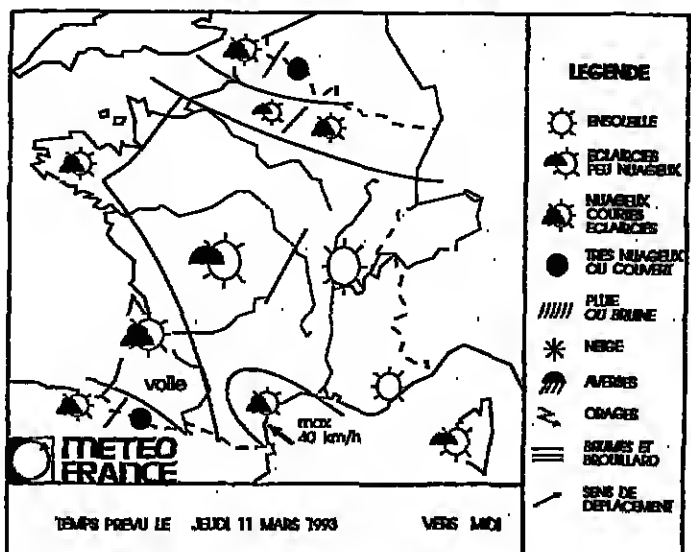 voile
max
40 km/h
METEO
FRANCE
TEMPS PREVU LE JEUDI 11 MARS 1993 VERS MIDI
LEGENDE
ENSOLEILLE
ECLAIRCIES
PEU NUAGEUX
NUAGEUX
COURTES
ECLAIRCIES
TRES NUAGEUX
OU COUVERT
PLUIE
OU BRUINE
NEIGE
AVERSES
ORAGES
BRUMES ET
BROUILLARD
SENS DE
DEPLACEMENT